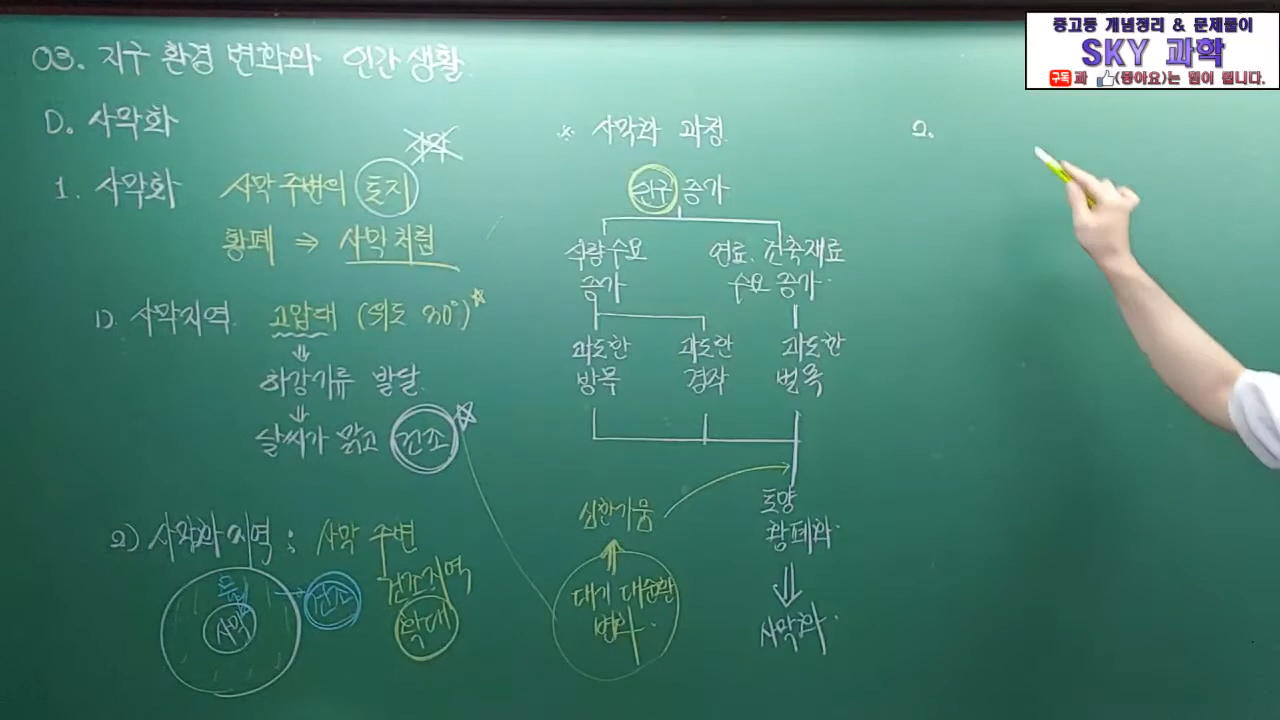 03. 지구 환경 변화와 인간 생활
D. 사막화
1. 사막화 사막 주변의 토지
황폐 ⇒ 사막처럼
1). 사막지역. 고압대 (위도 30°)☆
⇓
하강기류 발달.
⇓
날씨가 맑고 건조 ☆
2) 사막화 지역 : 사막 주변
건조지역
확대
사막
건조
※ 사막화 과정.
인구 증가
식량수요
증가
연료, 건축재료
수요 증가.
과도한
방목
과도한
경작
과도한
벌목
심한가뭄
대기 대순환
변화.
토양
황폐화.
⇓
사막화.
2.
중고등 개념정리 & 문제풀이
SKY 과학
구독과 (좋아요)는 힘이 됩니다.